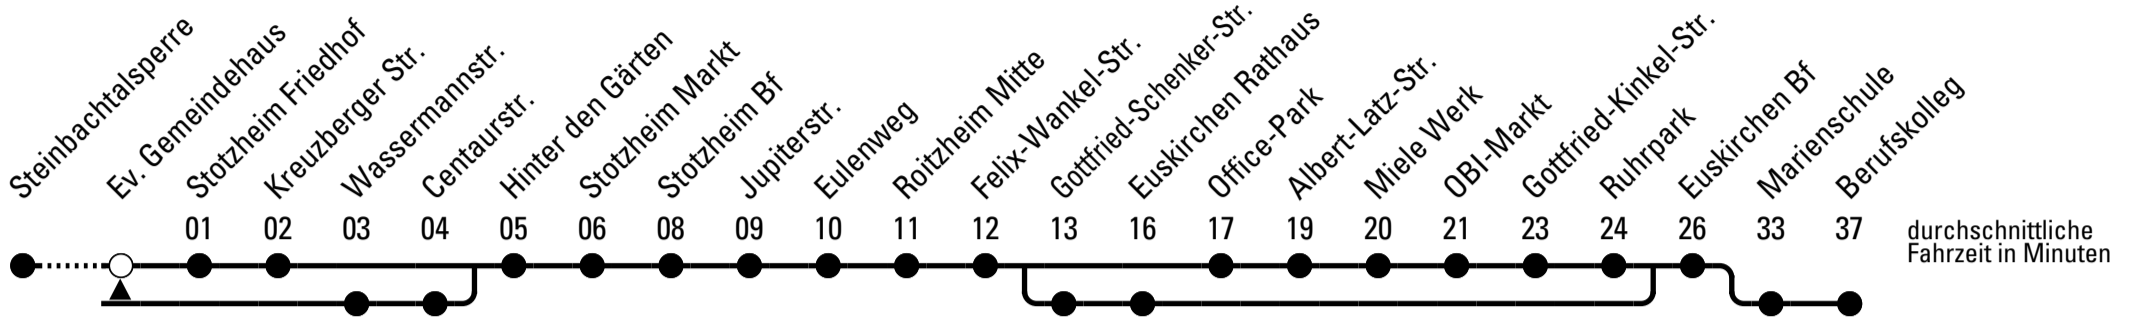 Steinbachtalsperre
Ev. Gemeindehaus
Stotzheim Friedhof
Kreuzberger Str.
Wassermannstr.
Centaurstr.
Hinter den Gärten
Stotzheim Markt
Stotzheim Bf
Jupiterstr.
Eulenweg
Roitzheim Mitte
Felix-Wankel-Str.
Gottfried-Schenker-Str.
Euskirchen Rathaus
Office-Park
Albert-Latz-Str.
Miele Werk
OBI-Markt
Gottfried-Kinkel-Str.
Ruhrpark
Euskirchen Bf
Marienschule
Berufskolleg
01 02 03 04 05 06 08 09 10 11 12 13 16 17 19 20 21 23 24 26 33 37
durchschnittliche
Fahrzeit in Minuten